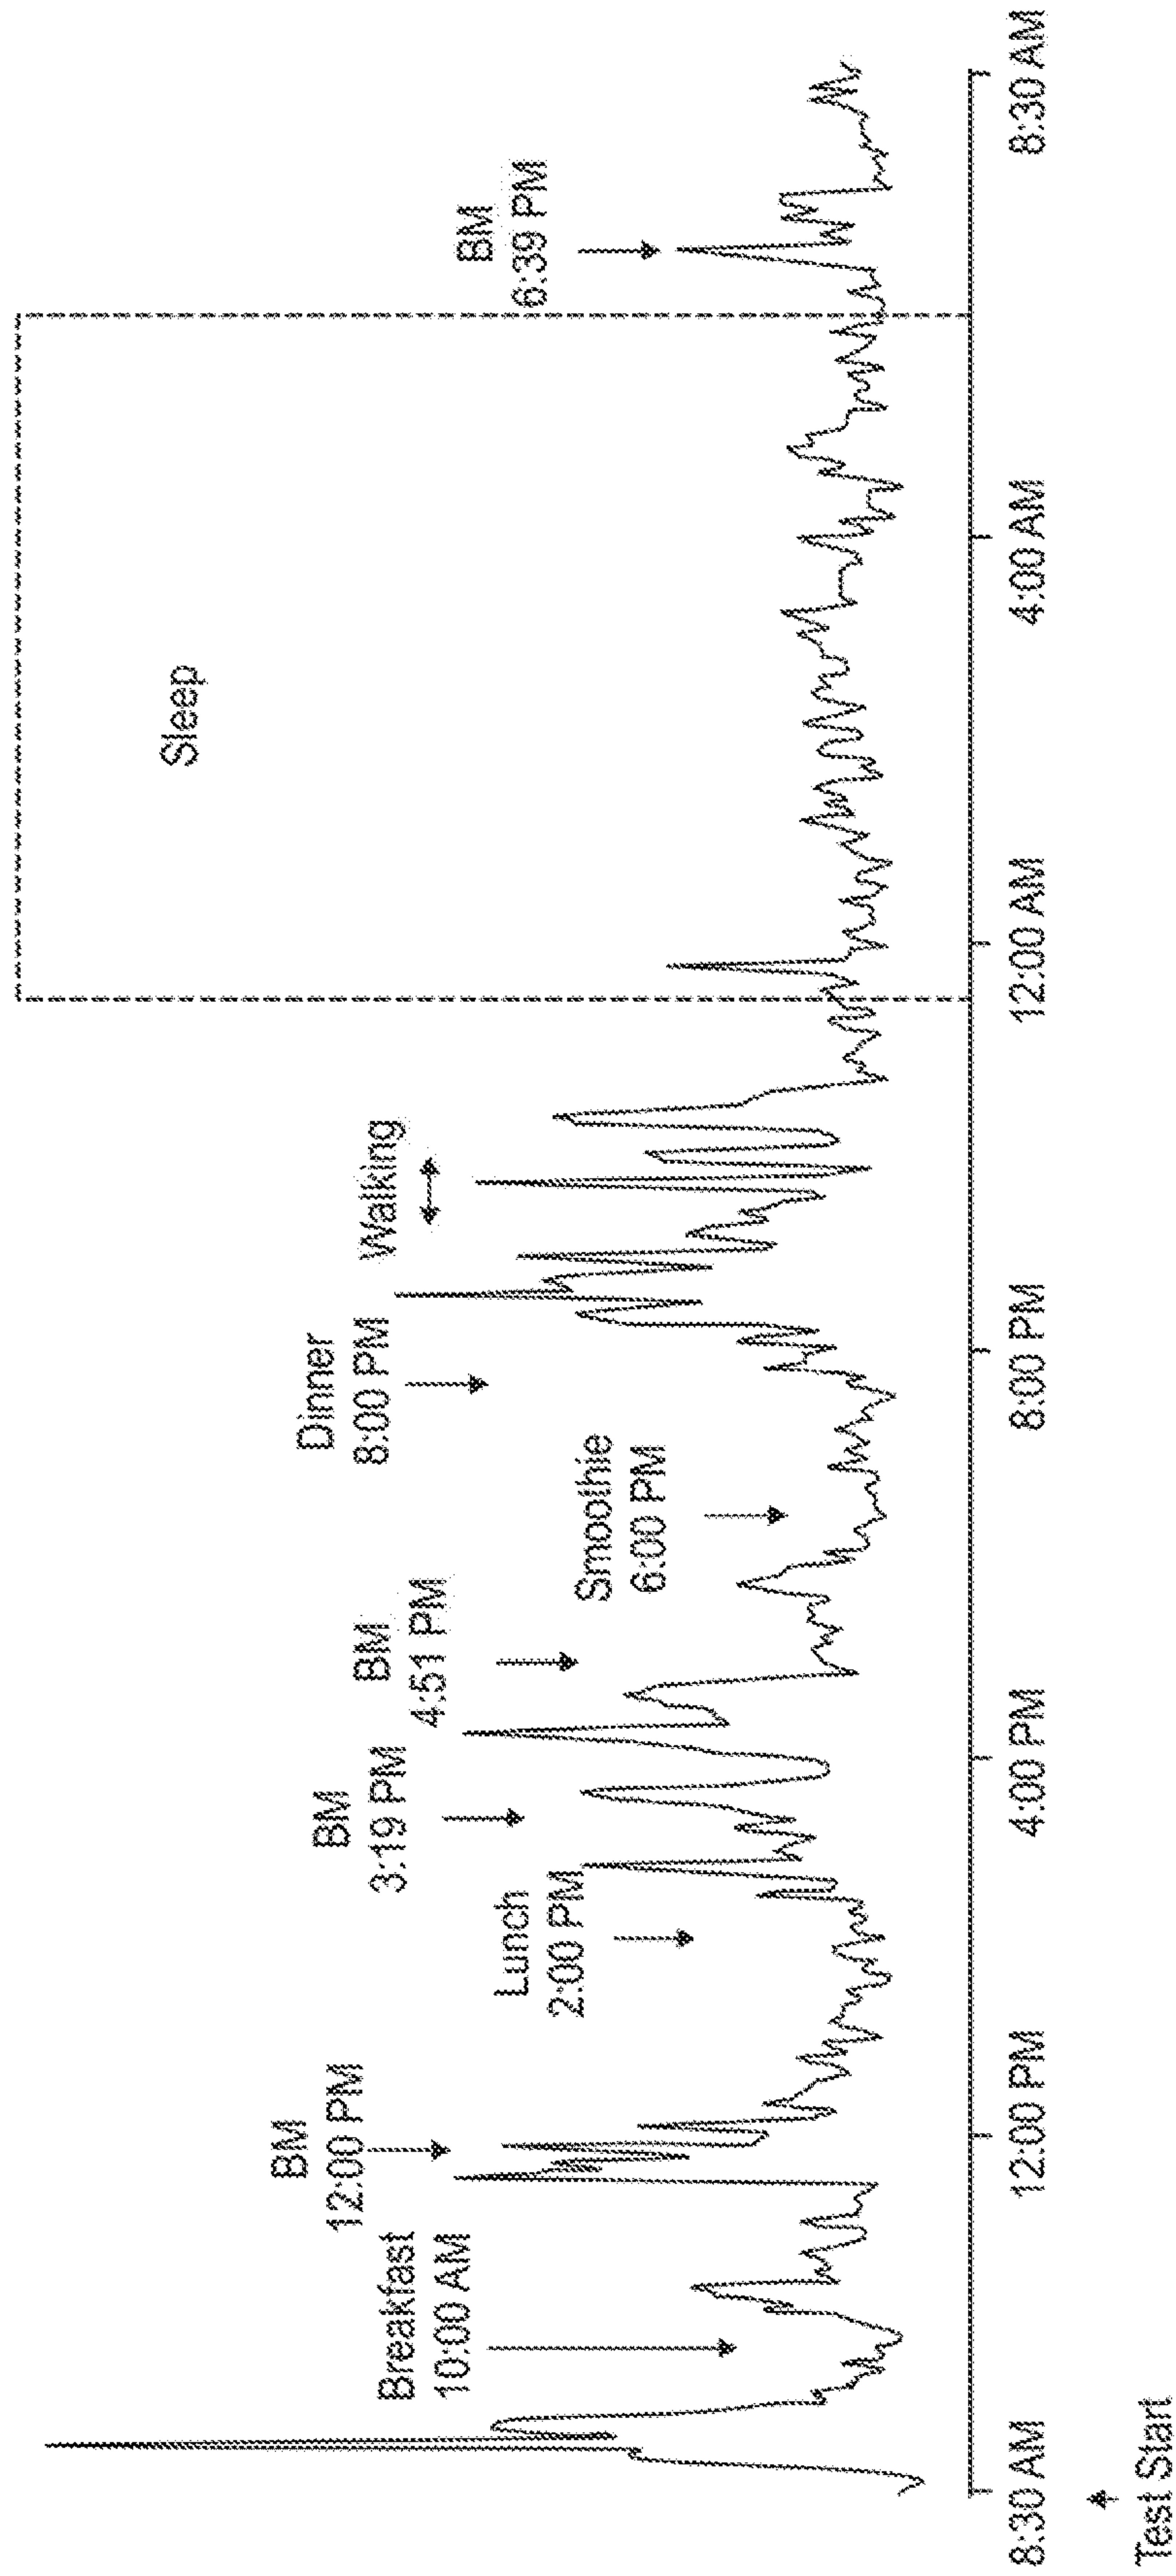 Sleep
BM
12:00 PM
Breakfast
10:00 AM
Lunch
2:00 PM
BM
3:19 PM
BM
4:51 PM
Smoothie
6:00 PM
Dinner
8:00 PM
Walking
BM
6:39 PM
8:30 AM
12:00 PM
4:00 PM
8:00 PM
12:00 AM
4:00 AM
8:30 AM
Test Start